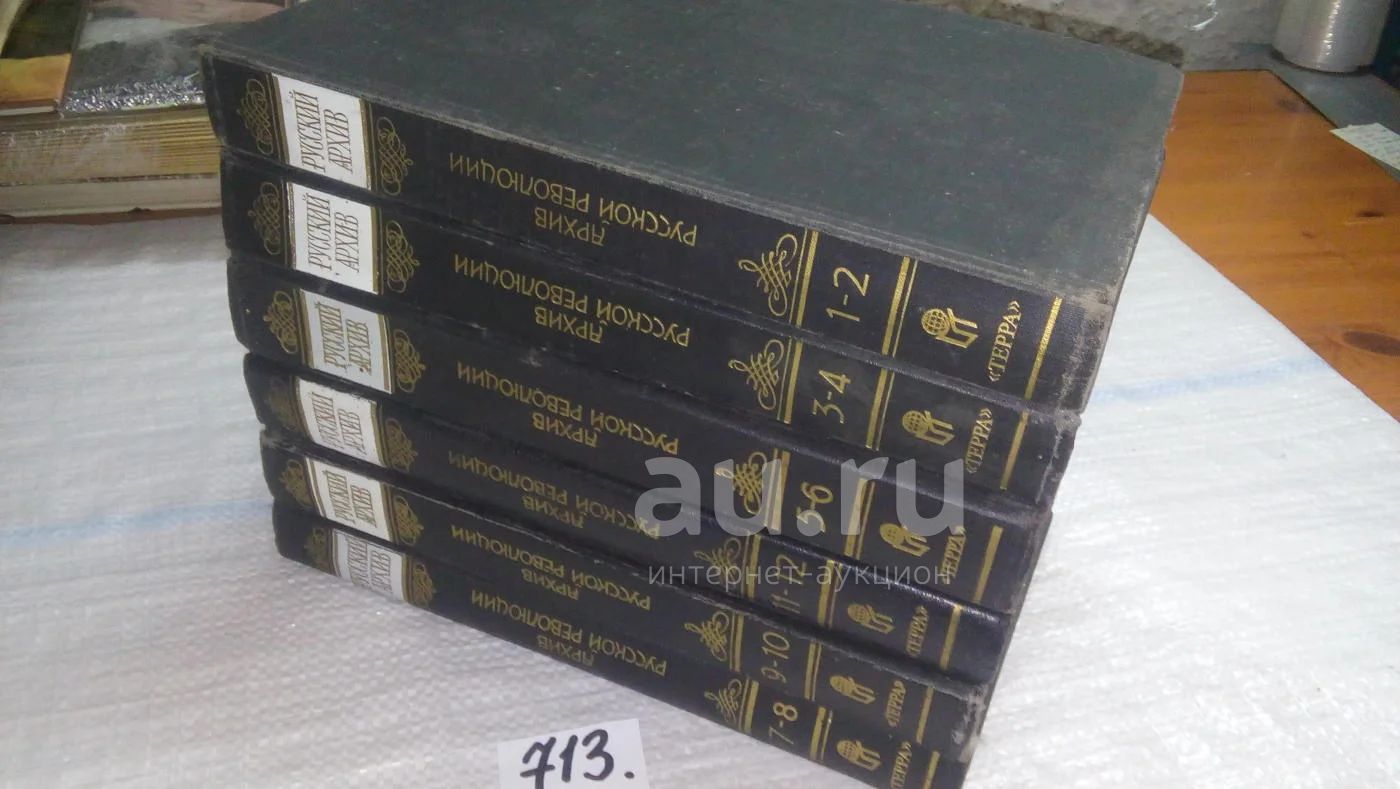 РУССКИЙ
АРХИВ
АРХИВ
РУССКОЙ РЕВОЛЮЦИИ
1-2
«ТЕРРА»
РУССКИЙ
АРХИВ
АРХИВ
РУССКОЙ РЕВОЛЮЦИИ
3-4
«ТЕРРА»
РУССКИЙ
АРХИВ
АРХИВ
РУССКОЙ РЕВОЛЮЦИИ
5-6
«ТЕРРА»
РУССКИЙ
АРХИВ
АРХИВ
РУССКОЙ РЕВОЛЮЦИИ
11-12
«ТЕРРА»
РУССКИЙ
АРХИВ
АРХИВ
РУССКОЙ РЕВОЛЮЦИИ
9-10
«ТЕРРА»
РУССКИЙ
АРХИВ
АРХИВ
РУССКОЙ РЕВОЛЮЦИИ
7-8
«ТЕРРА»
au.ru
интернет-аукцион
713.